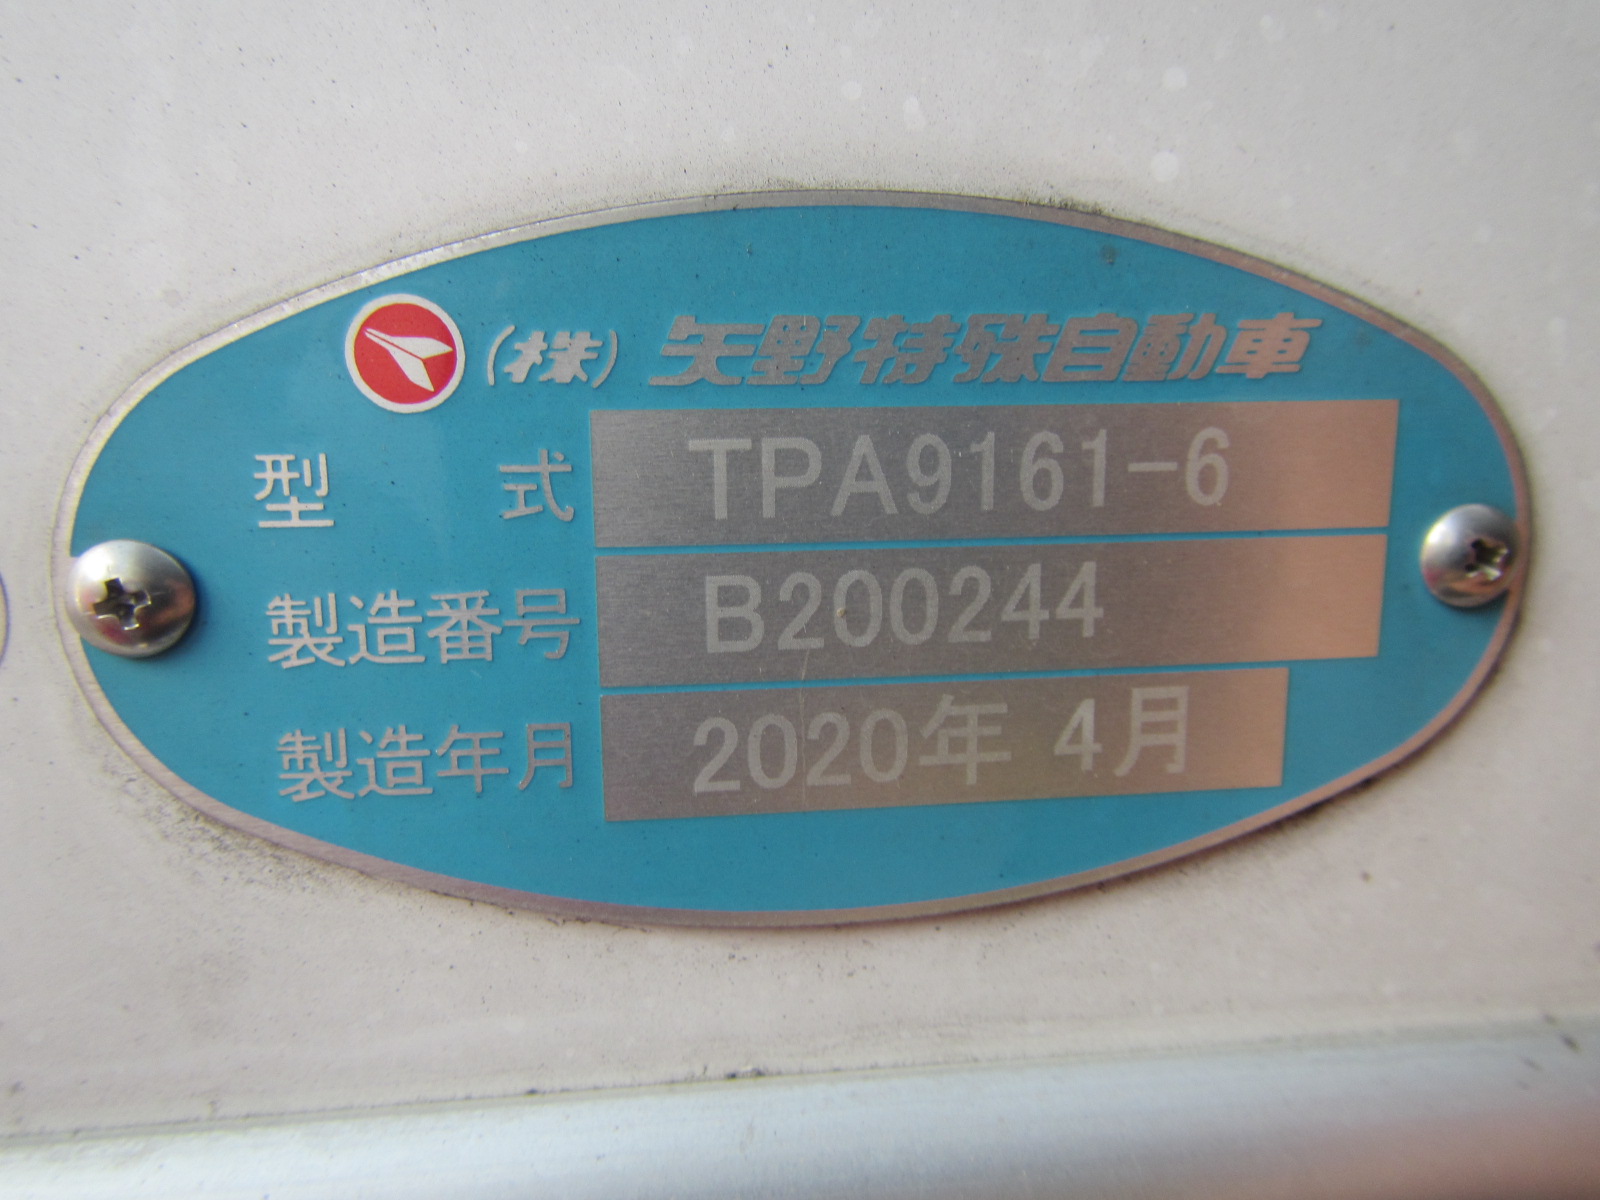 (株)矢野特殊自動車
型式 TPA9161-6
製造番号 B200244
製造年月 2020年 4月